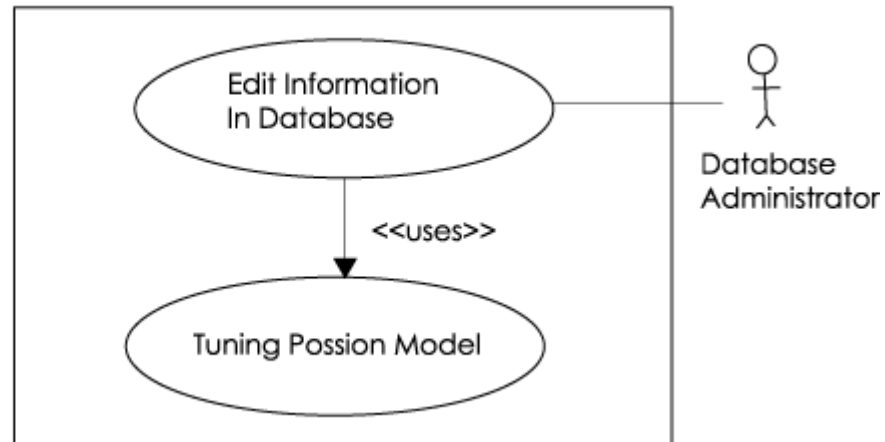 Edit Information
In Database
Database
Administrator
<<uses>>
Tuning Possion Model